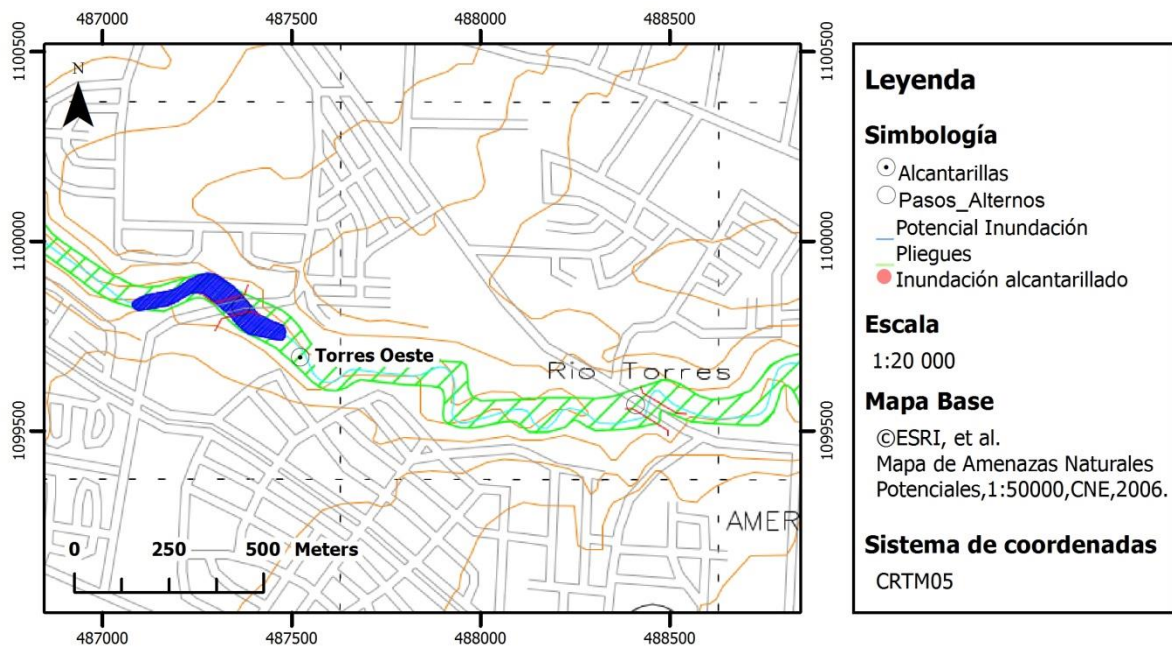 487000 487500 488000 488500
1100500
1100000
1099500
N
Torres Oeste
Rio Torres
AMER
0 250 500 Meters
1100500
1100000
1099500
487000 487500 488000 488500
Leyenda
Simbología
Alcantarillas
Pasos_Alternos
Potencial Inundación
Pliegues
Inundación alcantarillado
Escala
1:20 000
Mapa Base
©ESRI, et al.
Mapa de Amenazas Naturales
Potenciales,1:50000,CNE,2006.
Sistema de coordenadas
CRTM05